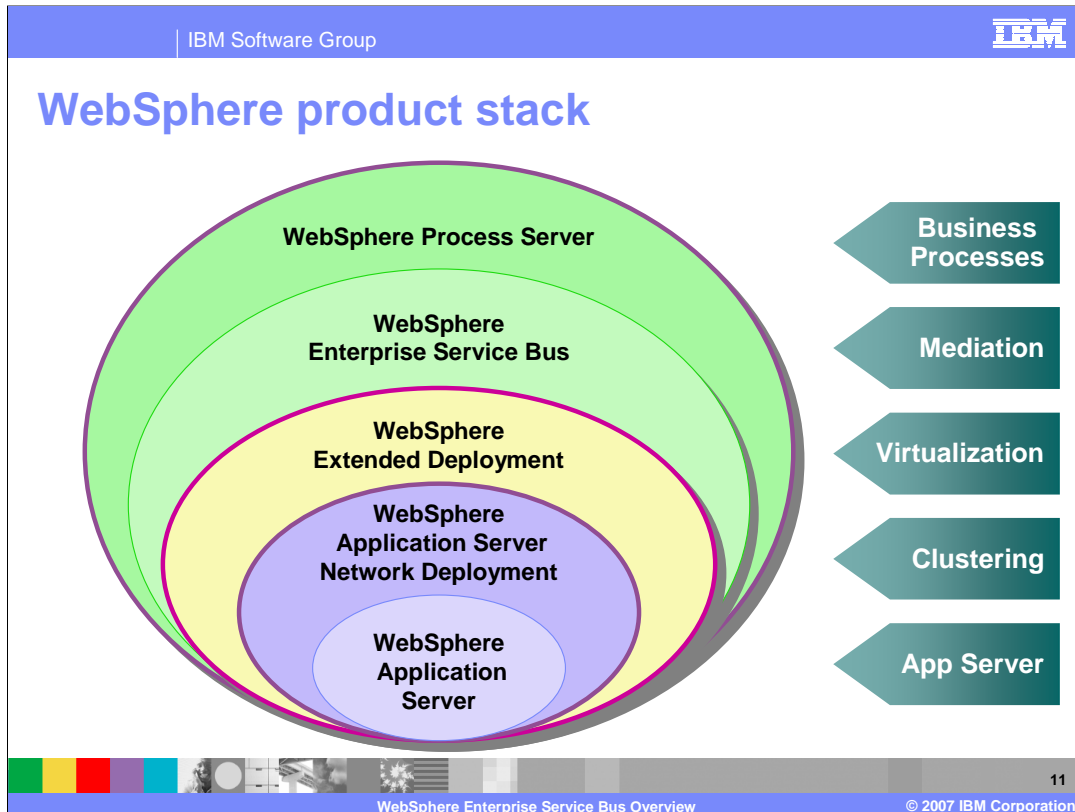 IBM Software Group
IBM
WebSphere product stack
WebSphere Process Server
WebSphere
Enterprise Service Bus
WebSphere
Extended Deployment
WebSphere
Application Server
Network Deployment
WebSphere
Application
Server
Business
Processes
Mediation
Virtualization
Clustering
App Server
11
WebSphere Enterprise Service Bus Overview
© 2007 IBM Corporation